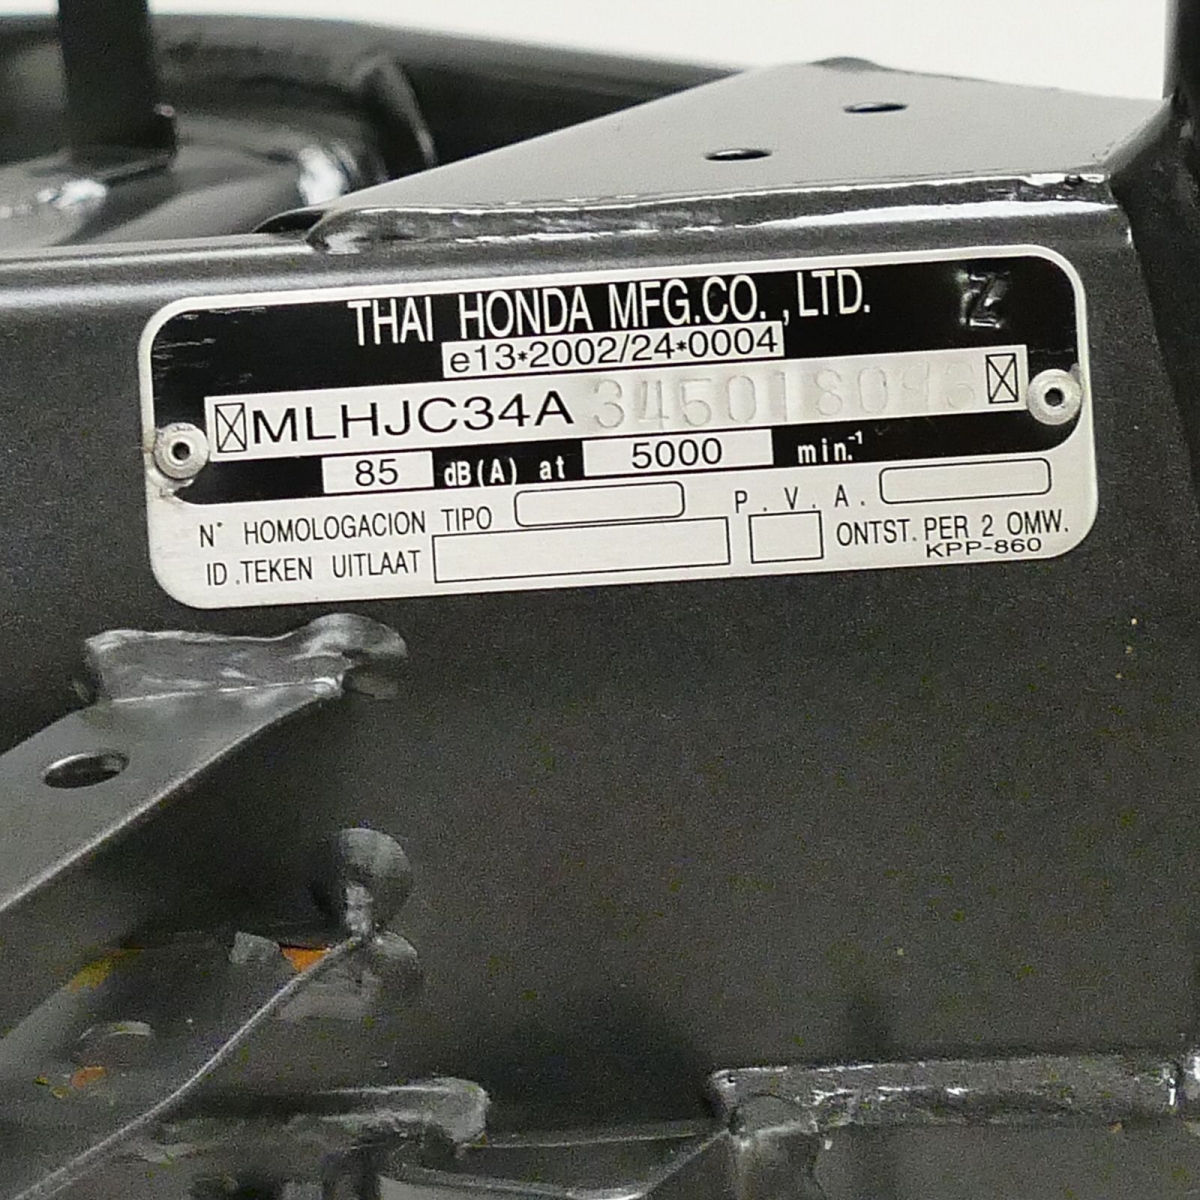 THAI HONDA MFG.CO.,LTD. Z
e13*2002/24*0004
MLHJC34A
85 dB(A) at 5000 min.-1
N° HOMOLOGACION TIPO P.V.A.
ID.TEKEN UITLAAT ONTST. PER 2 OMW.
KPP-860